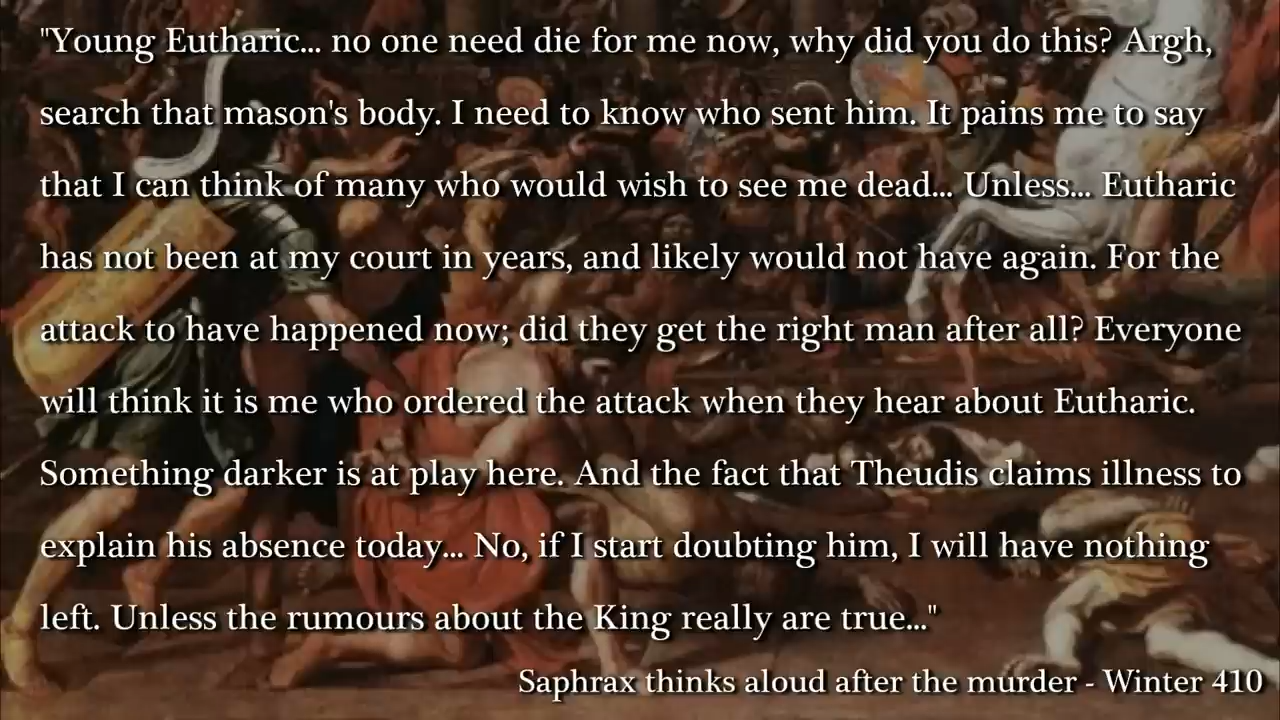 "Young Eutharic... no one need die for me now, why did you do this? Argh,
search that mason's body. I need to know who sent him. It pains me to say
that I can think of many who would wish to see me dead... Unless... Eutharic
has not been at my court in years, and likely would not have again. For the
attack to have happened now; did they get the right man after all? Everyone
will think it is me who ordered the attack when they hear about Eutharic.
Something darker is at play here. And the fact that Theudis claims illness to
explain his absence today... No, if I start doubting him, I will have nothing
left. Unless the rumours about the King really are true..."
Saphrax thinks aloud after the murder - Winter 410